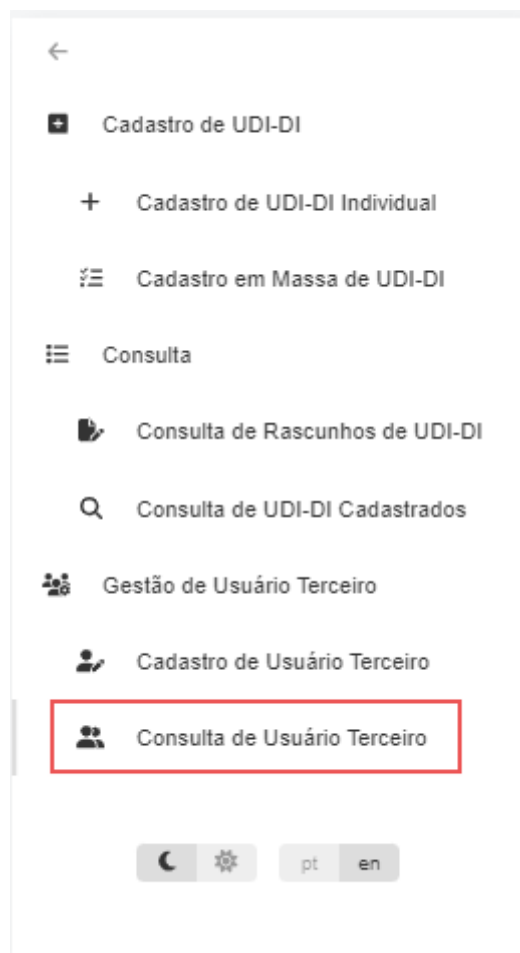 Cadastro de UDI-DI
Cadastro de UDI-DI Individual
Cadastro em Massa de UDI-DI
Consulta
Consulta de Rascunhos de UDI-DI
Consulta de UDI-DI Cadastrados
Gestão de Usuário Terceiro
Cadastro de Usuário Terceiro
Consulta de Usuário Terceiro
pt en